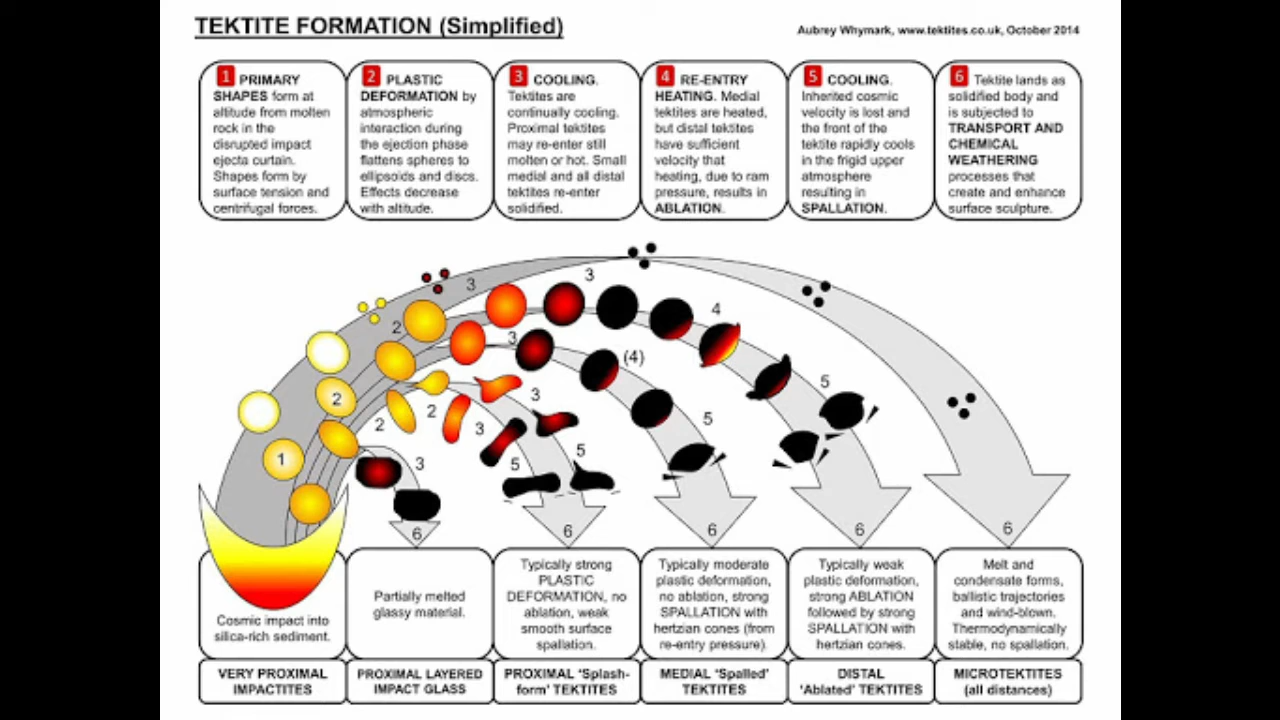 TEKTITE FORMATION (Simplified)
Aubrey Whymark, www.tektites.co.uk, October 2014
1 PRIMARY
SHAPES form at
altitude from molten
rock in the
disrupted impact
ejecta curtain.
Shapes form by
surface tension and
centrifugal forces.
2 PLASTIC
DEFORMATION by
atmospheric
interaction during
the ejection phase
flattens spheres to
ellipsoids and discs.
Effects decrease
with altitude.
3 COOLING.
Tektites are
continually cooling.
Proximal tektites
may re-enter still
molten or hot. Small
medial and all distal
tektites re-enter
solidified.
4 RE-ENTRY
HEATING. Medial
tektites are heated,
but distal tektites
have sufficient
velocity that
heating, due to ram
pressure, results in
ABLATION.
5 COOLING.
Inherited cosmic
velocity is lost and
the front of the
tektite rapidly cools
in the frigid upper
atmosphere
resulting in
SPALLATION.
6 Tektite lands as
solidified body and
is subjected to
TRANSPORT AND
CHEMICAL
WEATHERING
processes that
create and enhance
surface sculpture.
3
3
4
2
3
(4)
5
2
3
2
2
5
1
3
3
5
5
6
6
6
6
6
Cosmic impact into
silica-rich sediment.
Partially melted
glassy material.
Typically strong
PLASTIC
DEFORMATION, no
ablation, weak
smooth surface
spallation.
Typically moderate
plastic deformation,
no ablation, strong
SPALLATION with
hertzian cones (from
re-entry pressure)
Typically weak
plastic deformation,
strong ABLATION
followed by strong
SPALLATION with
hertzian cones.
Melt and
condensate forms,
ballistic trajectories
and wind-blown.
Thermodynamically
stable, no spallation.
VERY PROXIMAL
IMPACTITES
PROXIMAL LAYERED
IMPACT GLASS
PROXIMAL 'Splash-
form' TEKTITES
MEDIAL 'Spalled'
TEKTITES
DISTAL
'Ablated' TEKTITES
MICROTEKTITES
(all distances)